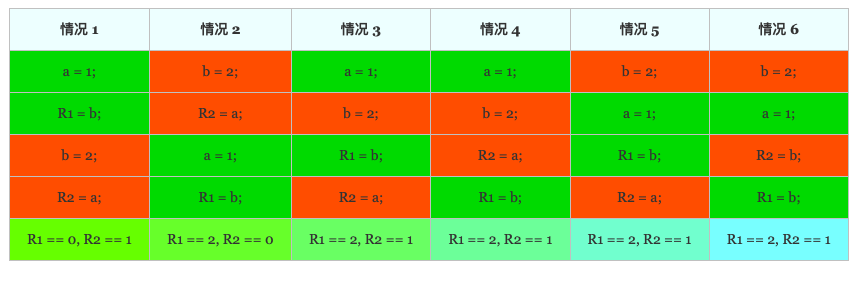 情况 1 情况 2 情况 3 情况 4 情况 5 情况 6
a = 1; b = 2; a = 1; a = 1; b = 2; b = 2;
R1 = b; R2 = a; b = 2; b = 2; a = 1; a = 1;
b = 2; a = 1; R1 = b; R2 = a; R1 = b; R2 = b;
R2 = a; R1 = b; R2 = a; R1 = b; R2 = a; R1 = b;
R1 == 0, R2 == 1 R1 == 2, R2 == 0 R1 == 2, R2 == 1 R1 == 2, R2 == 1 R1 == 2, R2 == 1 R1 == 2, R2 == 1